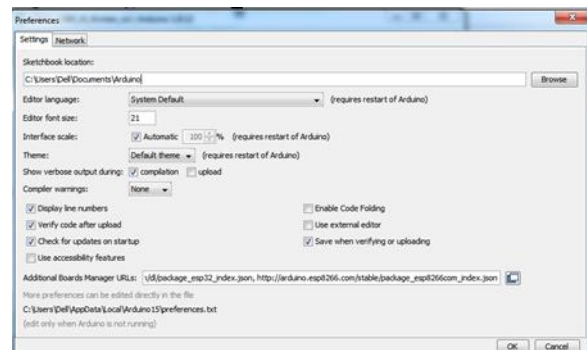 Preferences
Settings Network
Sketchbook location:
C:\Users\Dell\Documents\Arduino
Browse
Editor language: System Default (requires restart of Arduino)
Editor font size: 21
Interface scale: Automatic 100 % (requires restart of Arduino)
Theme: Default theme (requires restart of Arduino)
Show verbose output during: compilation upload
Compiler warnings: None
Display line numbers Enable Code Folding
Verify code after upload Use external editor
Check for updates on startup Save when verifying or uploading
Use accessibility features
Additional Boards Manager URLs: \/dl/package_esp32_index.json, http://arduino.esp8266.com/stable/package_esp8266com_index.json
More preferences can be edited directly in the file
C:\Users\Dell\AppData\Local\Arduino15\preferences.txt
(edit only when Arduino is not running)
OK Cancel